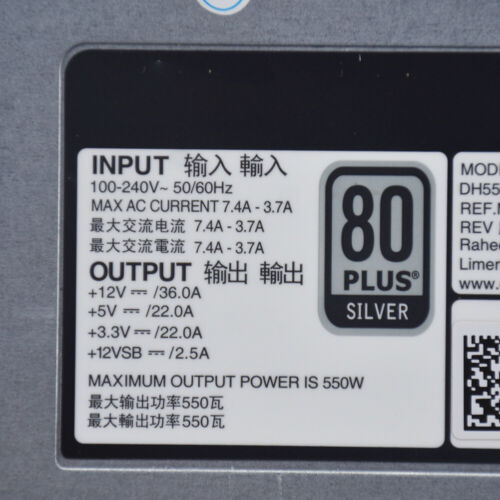 INPUT 输入 輸入
100-240V~ 50/60Hz
MAX AC CURRENT 7.4A - 3.7A
最大交流电流 7.4A - 3.7A
最大交流電流 7.4A - 3.7A
OUTPUT 输出 輸出
+12V ⎓ /36.0A
+5V ⎓ /22.0A
+3.3V ⎓ /22.0A
+12VSB ⎓ /2.5A
MAXIMUM OUTPUT POWER IS 550W
最大输出功率550瓦
最大輸出功率550瓦
80
PLUS®
SILVER
MOD
DH55
REF.
REV
Rahe
Limer
www.